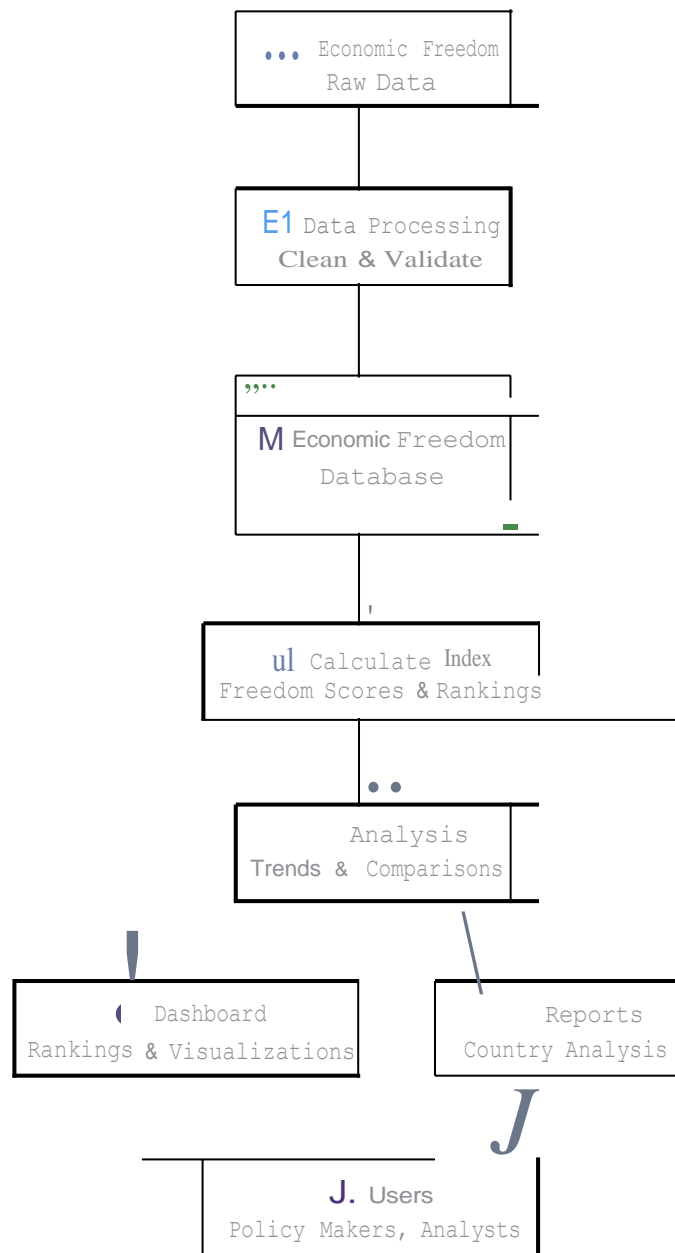 ••• Economic Freedom
Raw Data
E1 Data Processing
Clean & Validate
,,..
M Economic Freedom
Database
ul Calculate Index
Freedom Scores & Rankings
••
Analysis
Trends & Comparisons
!
Dashboard
Rankings & Visualizations
Reports
Country Analysis
J
J. Users
Policy Makers, Analysts